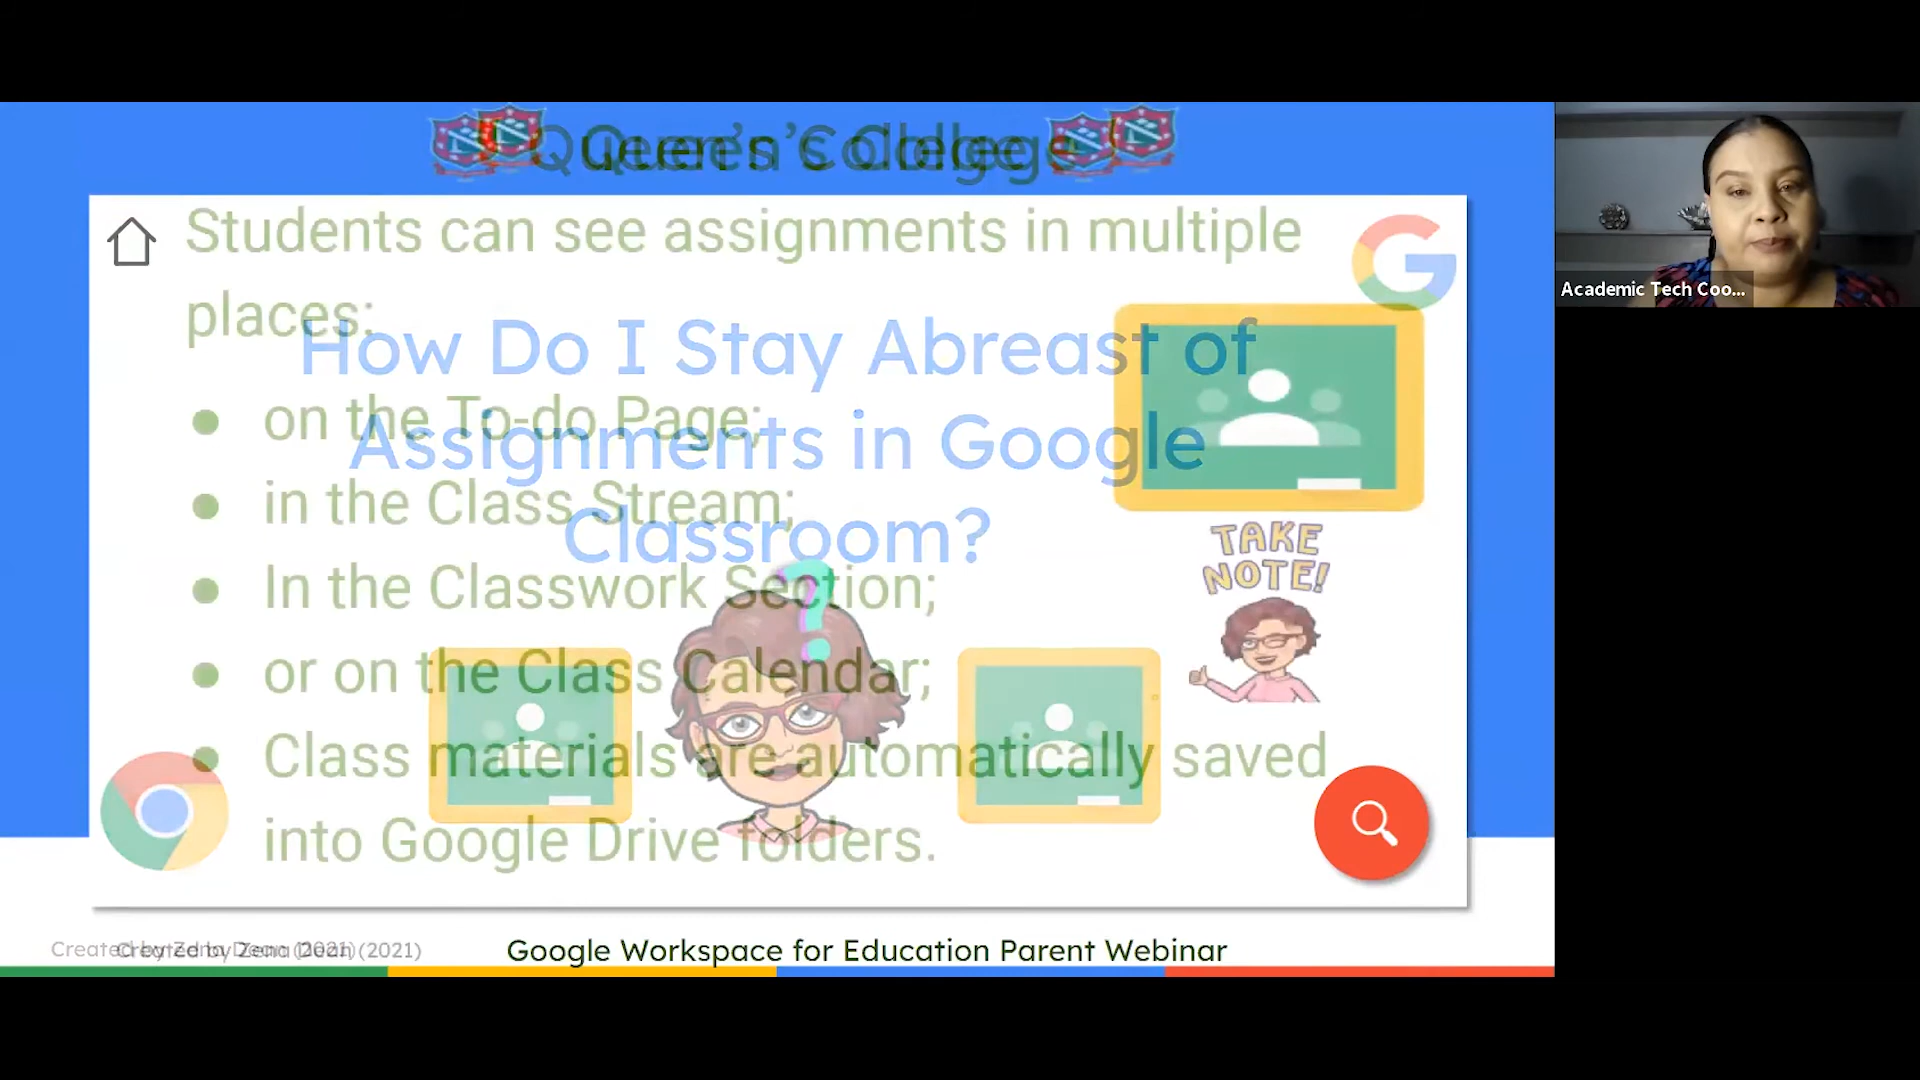 Queen's College
Students can see assignments in multiple
places:
How Do I Stay Abreast of
Assignments in Google
Classroom?
● on the To-do Page;
● in the Class Stream;
● In the Classwork Section;
● or on the Class Calendar;
● Class materials are automatically saved
into Google Drive folders.
TAKE
NOTE!
?
Created by Zena Dean (2021)
Google Workspace for Education Parent Webinar
Academic Tech Coo...